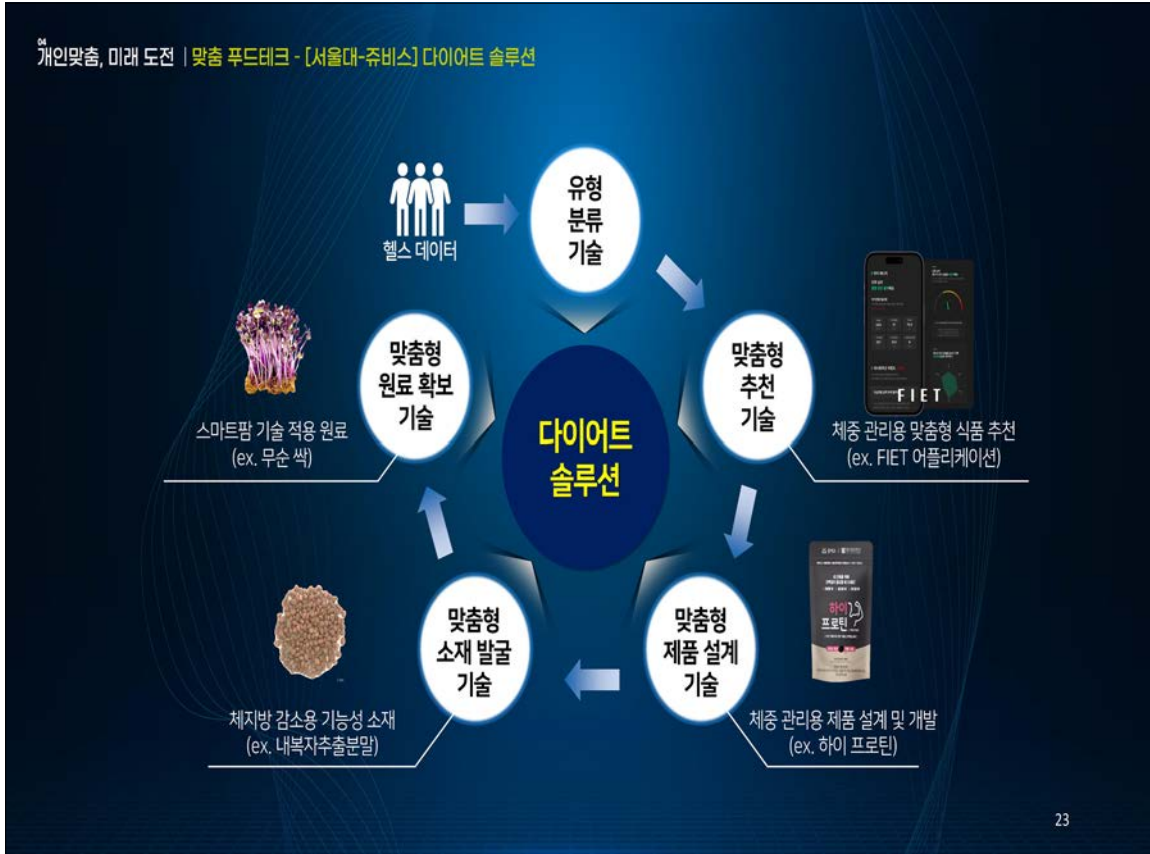 04
개인맞춤, 미래 도전 | 맞춤 푸드테크 - [서울대-쥬비스] 다이어트 솔루션
헬스 데이터
유형
분류
기술
맞춤형
원료 확보
기술
맞춤형
추천
기술
FIET
다이어트
솔루션
스마트팜 기술 적용 원료
(ex. 무순 싹)
체중 관리용 맞춤형 식품 추천
(ex. FIET 어플리케이션)
맞춤형
소재 발굴
기술
맞춤형
제품 설계
기술
하이
프로틴
체지방 감소용 기능성 소재
(ex. 내복자추출분말)
체중 관리용 제품 설계 및 개발
(ex. 하이 프로틴)
23